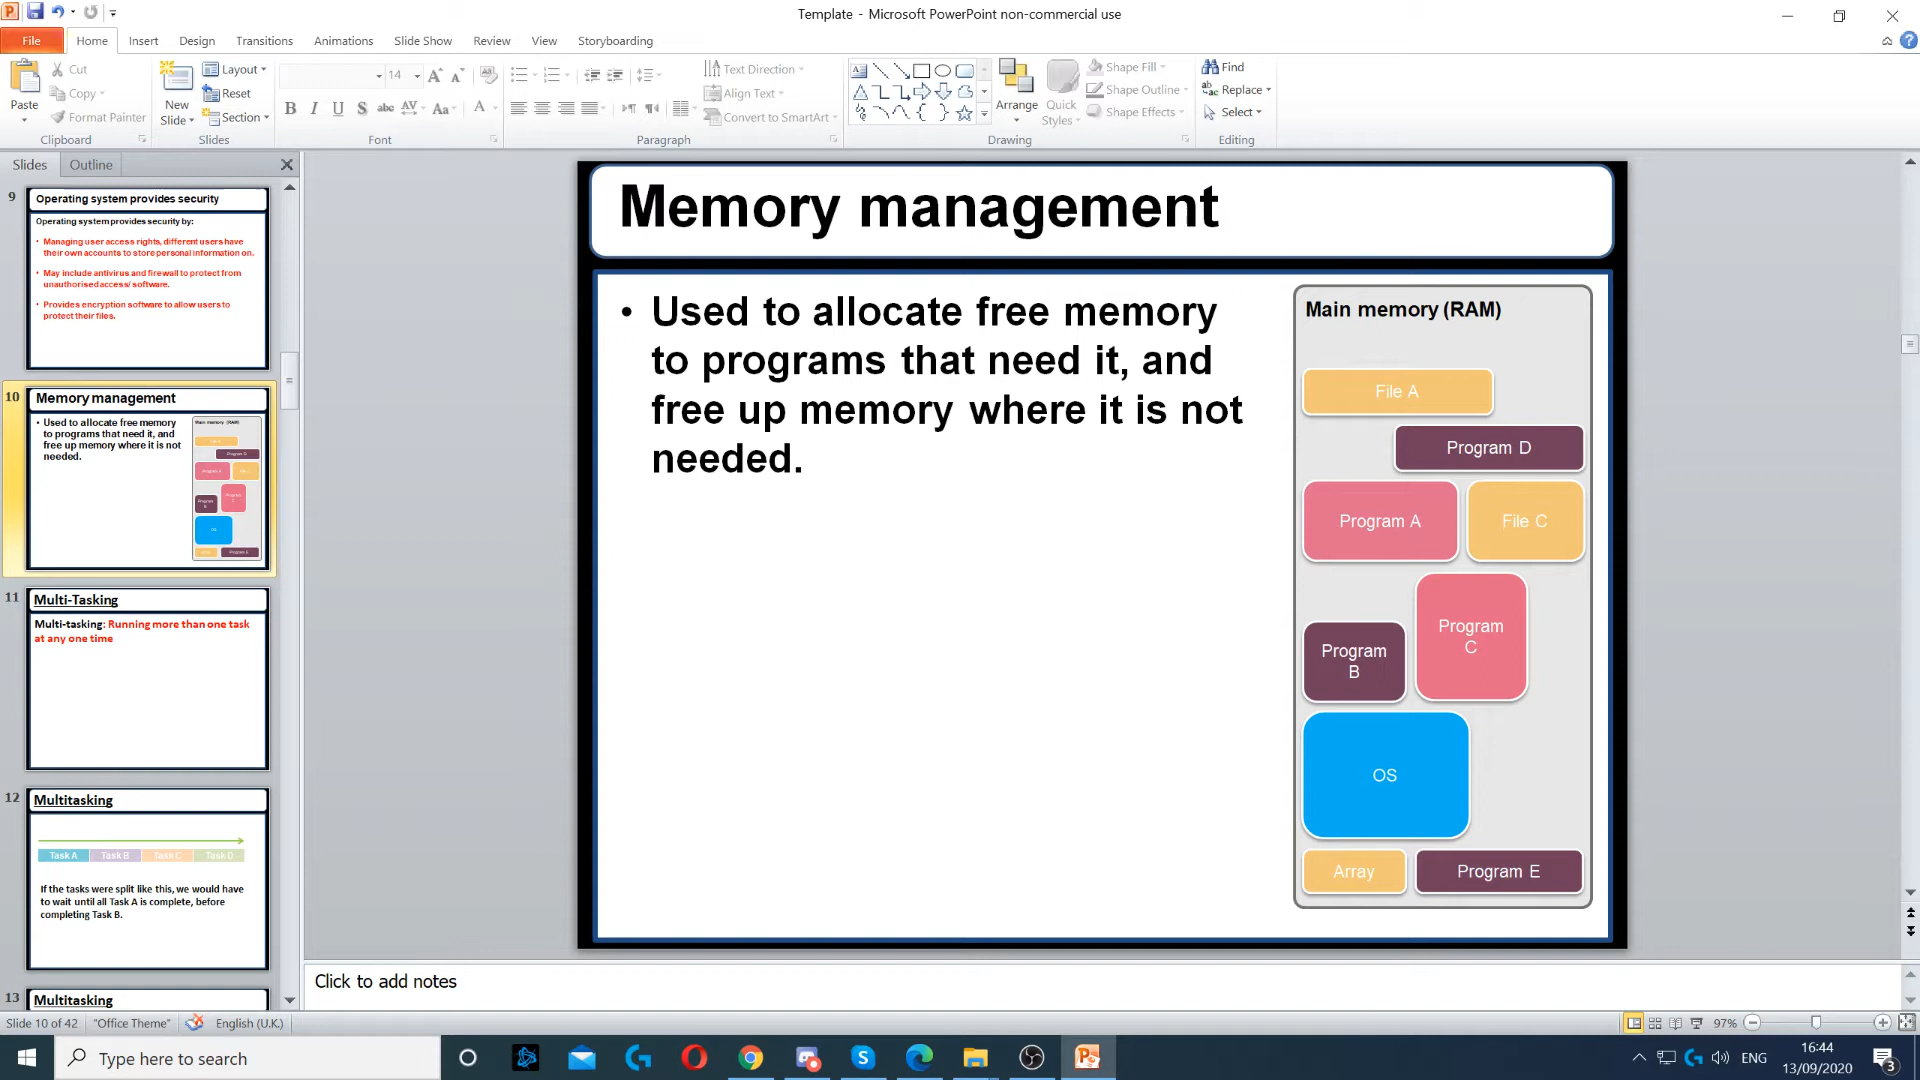 Template - Microsoft PowerPoint non-commercial use
File Home Insert Design Transitions Animations Slide Show Review View Storyboarding
Paste
Cut
Copy
Format Painter
Clipboard
New Slide
Layout
Reset
Section
Slides
14
Font
Text Direction
Align Text
Convert to SmartArt
Paragraph
Arrange
Quick Styles
Shape Fill
Shape Outline
Shape Effects
Drawing
Find
Replace
Select
Editing
Slides Outline
9
Operating system provides security
Operating system provides security by:
• Managing user access rights, different users have
their own accounts to store personal information on.
• May include antivirus and firewall to protect from
unauthorised access/ software.
• Provides encryption software to allow users to
protect their files.
10
Memory management
• Used to allocate free memory
to programs that need it, and
free up memory where it is not
needed.
Main memory (RAM)
Program D
Program A
Program B
Program E
OS
11
Multi-Tasking
Multi-tasking: Running more than one task
at any one time
12
Multitasking
Task A Task B Task C Task D
If the tasks were split like this, we would have
to wait until all Task A is complete, before
completing Task B.
13
Multitasking
Memory management
• Used to allocate free memory
to programs that need it, and
free up memory where it is not
needed.
Main memory (RAM)
File A
Program D
Program A
File C
Program
C
Program
B
OS
Array
Program E
Click to add notes
Slide 10 of 42 "Office Theme" English (U.K.)
97%
Type here to search
ENG
16:44
13/09/2020
3